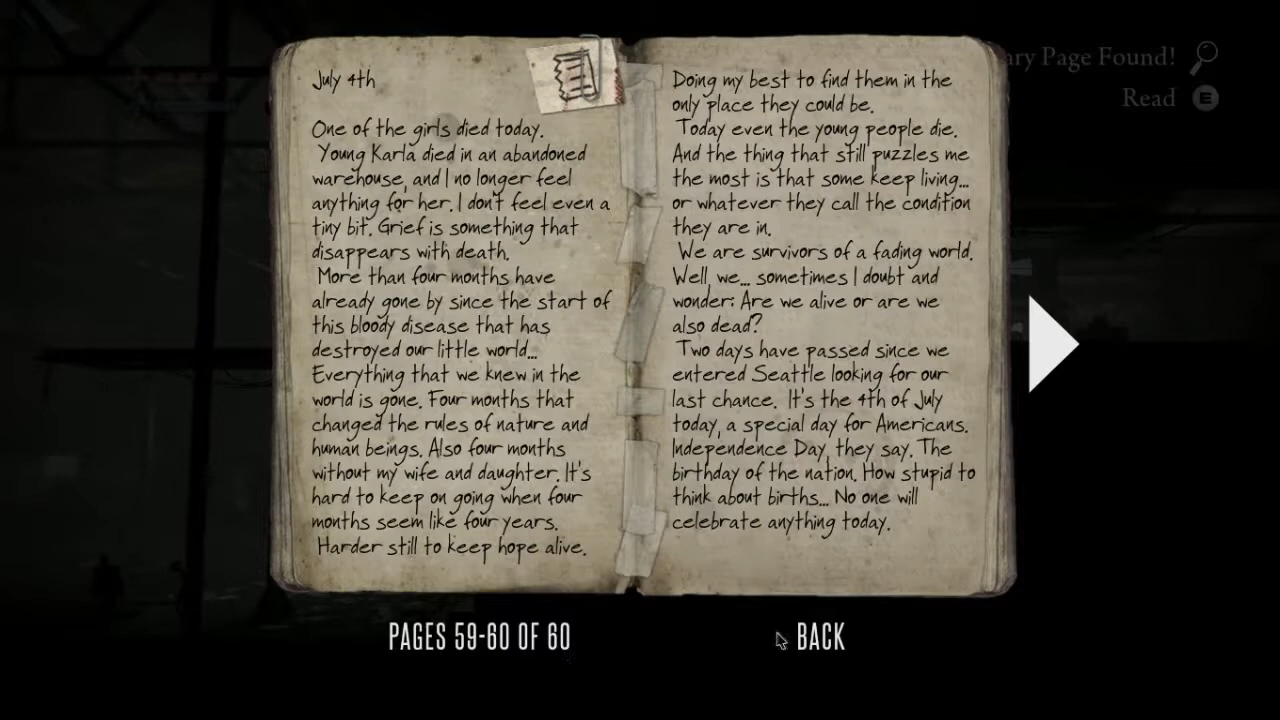 July 4th
One of the girls died today.
Young Karla died in an abandoned
warehouse, and I no longer feel
anything for her. I don't feel even a
tiny bit. Grief is something that
disappears with death.
More than four months have
already gone by since the start of
this bloody disease that has
destroyed our little world...
Everything that we knew in the
world is gone. Four months that
changed the rules of nature and
human beings. Also four months
without my wife and daughter. It's
hard to keep on going when four
months seem like four years.
Harder still to keep hope alive.
Doing my best to find them in the
only place they could be.
Today even the young people die.
And the thing that still puzzles me
the most is that some keep living...
or whatever they call the condition
they are in.
We are survivors of a fading world.
Well, we... sometimes I doubt and
wonder: Are we alive or are we
also dead?
Two days have passed since we
entered Seattle looking for our
last chance. It's the 4th of July
today, a special day for Americans.
Independence Day, they say. The
birthday of the nation. How stupid to
think about births... No one will
celebrate anything today.
ary Page Found!
Read E
PAGES 59-60 OF 60
BACK